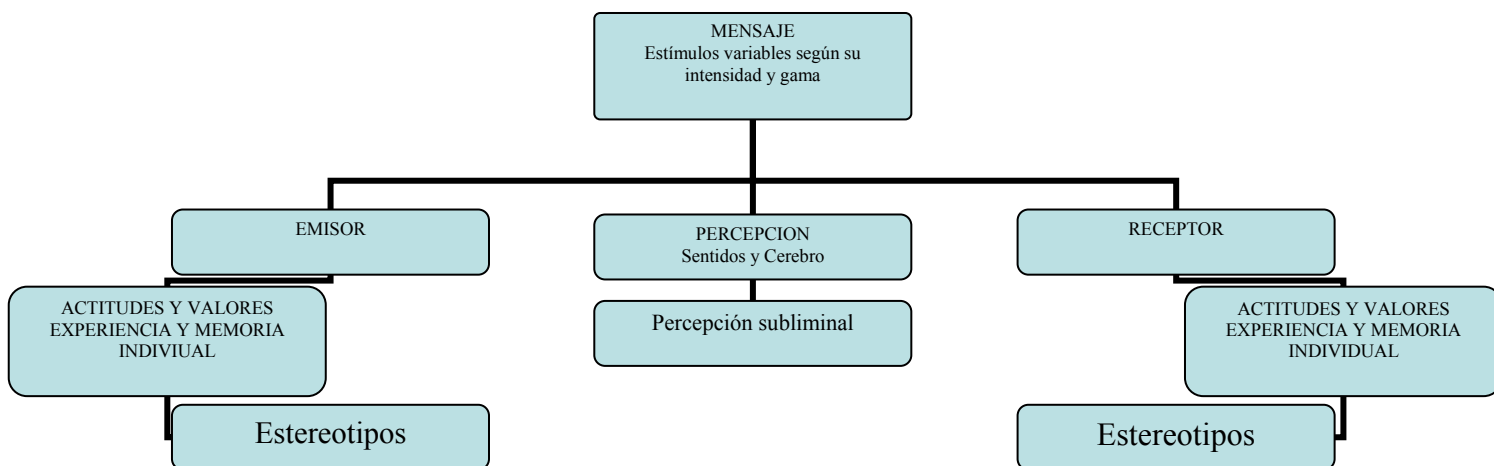 MENSAJE
Estímulos variables según su
intensidad y gama
EMISOR
PERCEPCION
Sentidos y Cerebro
RECEPTOR
ACTITUDES Y VALORES
EXPERIENCIA Y MEMORIA
INDIVIUAL
Percepción subliminal
ACTITUDES Y VALORES
EXPERIENCIA Y MEMORIA
INDIVIDUAL
Estereotipos
Estereotipos